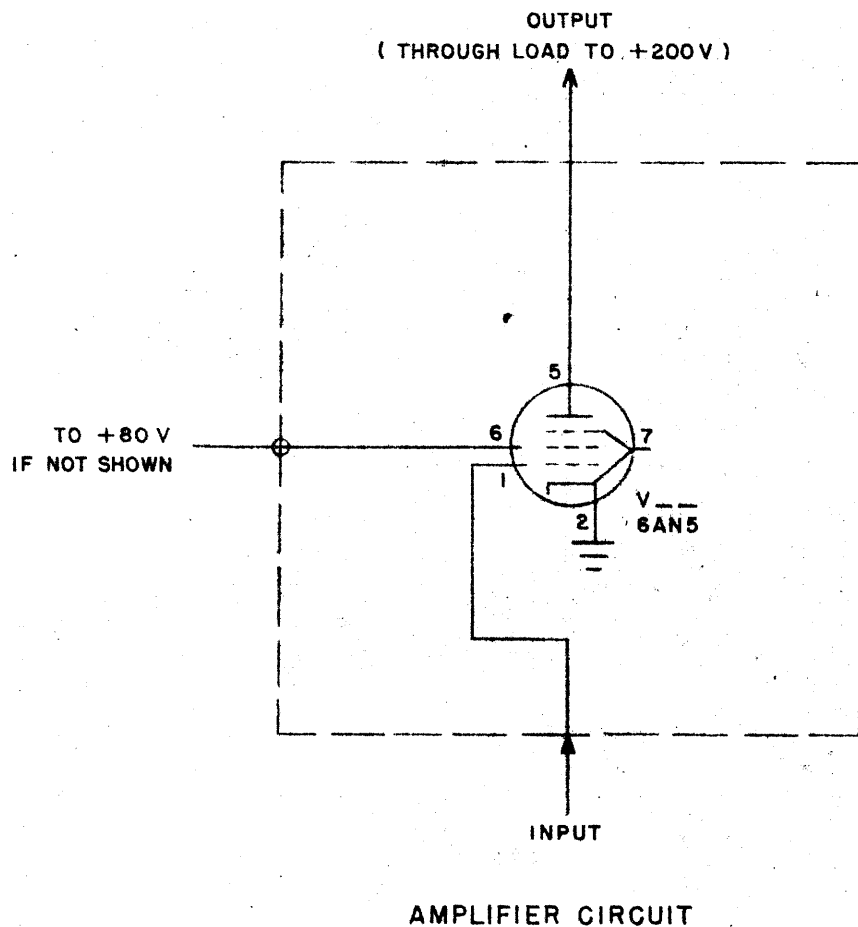 OUTPUT
( THROUGH LOAD TO +200V )
5
TO +80 V
IF NOT SHOWN
6
7
1
2
V_ _
6AN5
INPUT
AMPLIFIER CIRCUIT